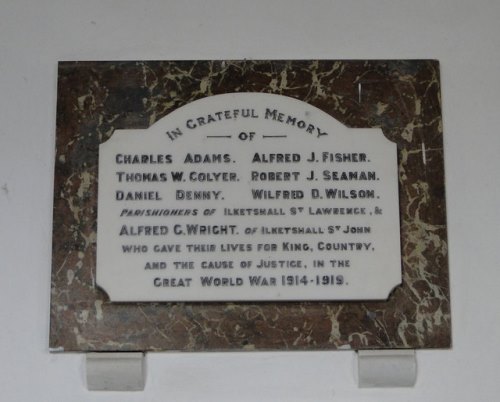 IN GRATEFUL MEMORY
OF
CHARLES ADAMS. ALFRED J. FISHER.
THOMAS W. COLYER. ROBERT J. SEAMAN.
DANIEL DENNY. WILFRED D. WILSON.
PARISHIONERS OF ILKETSHALL ST LAWRENCE, &
ALFRED G. WRIGHT. OF ILKETSHALL ST JOHN
WHO GAVE THEIR LIVES FOR KING, COUNTRY,
AND THE CAUSE OF JUSTICE, IN THE
GREAT WORLD WAR 1914-1919.